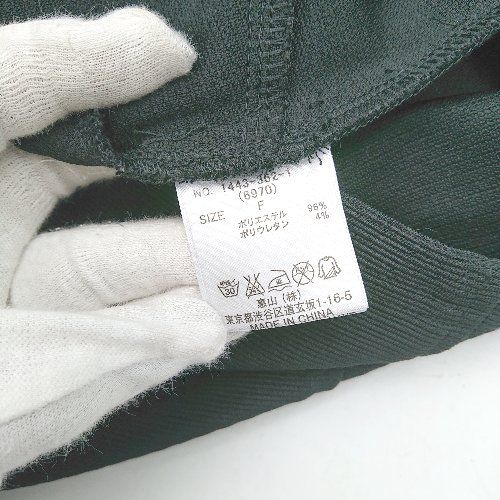 NO. 1443-362-1
(6970)
SIZE F
ポリエステル 96%
ポリウレタン 4%
30
意山（株）
東京都渋谷区道玄坂1-16-5
MADE IN CHINA